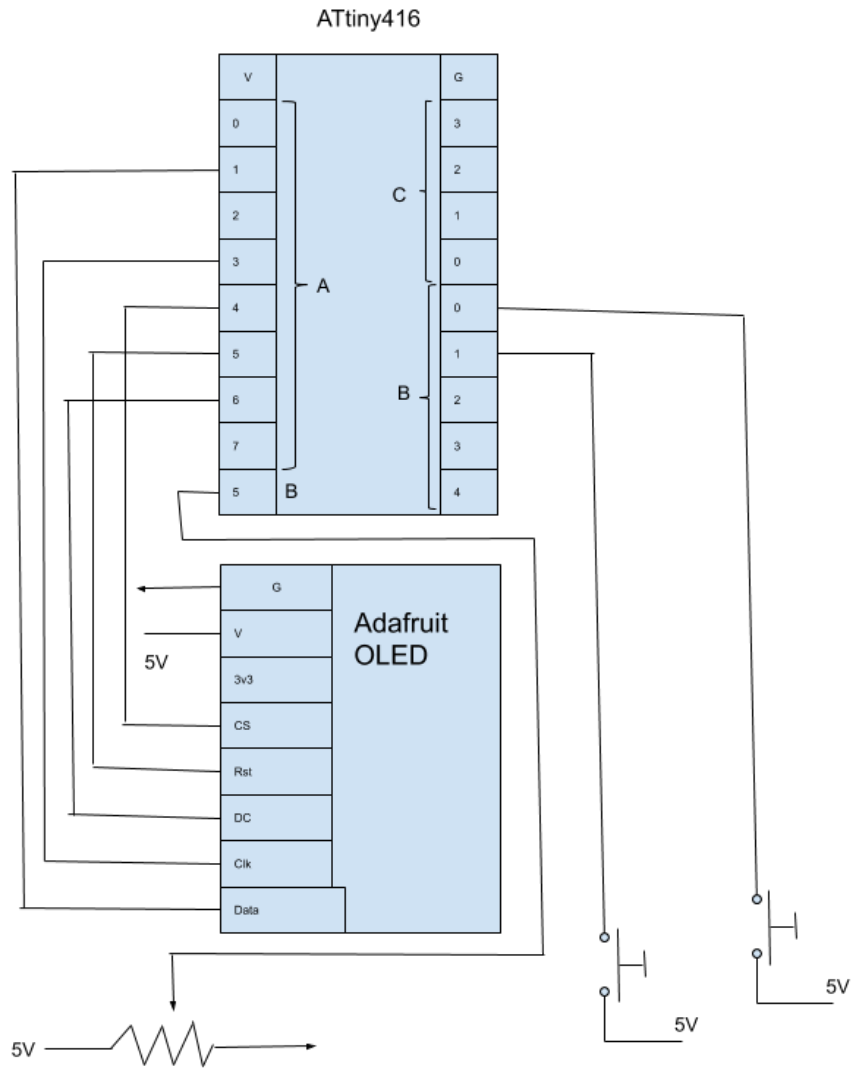 ATtiny416
V G
0 3
1 2
C
2 1
3 0
A
4 0
5 1
B
6 2
7 3
5 B 4
G
Adafruit
V
OLED
5V
3v3
CS
Rst
DC
Clk
Data
5V
5V
5V